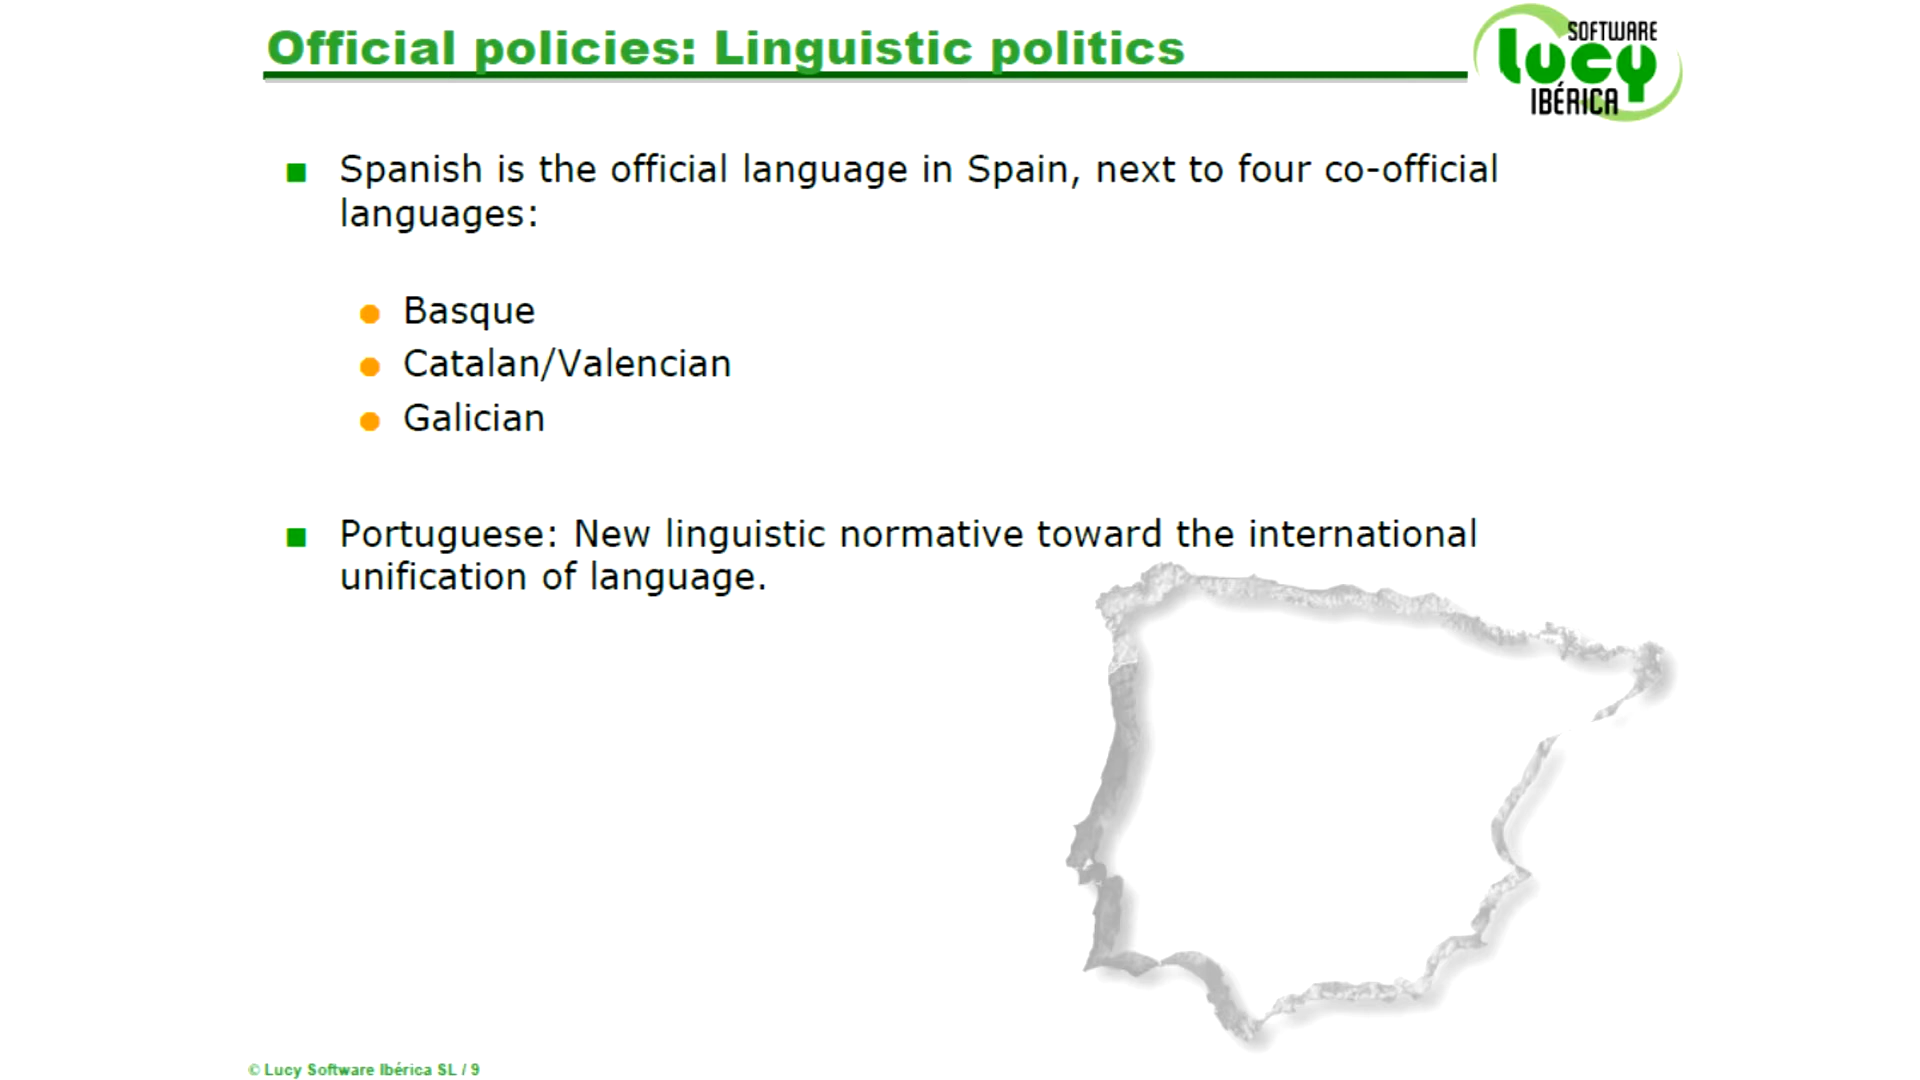 Official policies: Linguistic politics
SOFTWARE
LUCY
IBÉRICA
Spanish is the official language in Spain, next to four co-official
languages:
Basque
Catalan/Valencian
Galician
Portuguese: New linguistic normative toward the international
unification of language.
© Lucy Software Ibérica SL / 9